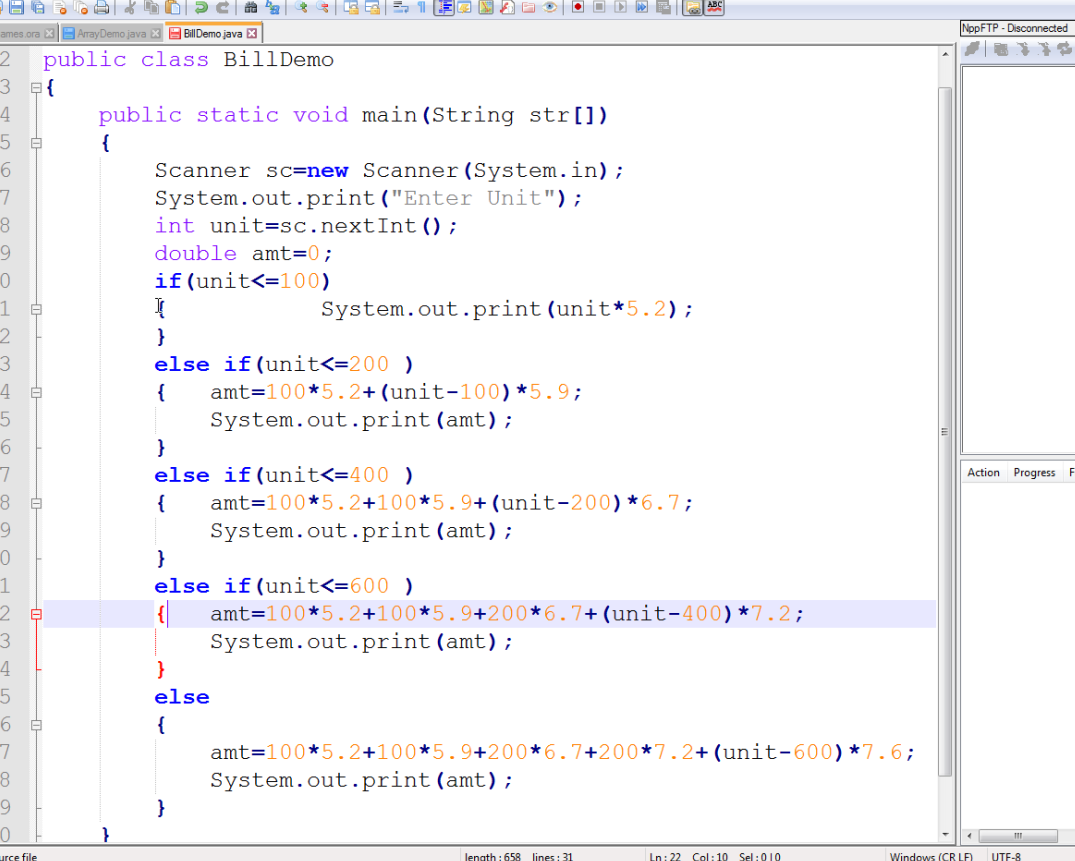 ABC
ames.ora ArrayDemo.java BillDemo.java
NppFTP - Disconnected
2 public class BillDemo
3 {
4 public static void main(String str[])
5 {
6 Scanner sc=new Scanner(System.in);
7 System.out.print("Enter Unit");
8 int unit=sc.nextInt();
9 double amt=0;
0 if(unit<=100)
1 { System.out.print(unit*5.2);
2 }
3 else if(unit<=200 )
4 { amt=100*5.2+(unit-100)*5.9;
5 System.out.print(amt);
6 }
7 else if(unit<=400 )
8 { amt=100*5.2+100*5.9+(unit-200)*6.7;
9 System.out.print(amt);
0 }
1 else if(unit<=600 )
2 { amt=100*5.2+100*5.9+200*6.7+(unit-400)*7.2;
3 System.out.print(amt);
4 }
5 else
6 {
7 amt=100*5.2+100*5.9+200*6.7+200*7.2+(unit-600)*7.6;
8 System.out.print(amt);
9 }
0 }
Action Progress F
urce file length : 658 lines : 31 Ln : 22 Col : 10 Sel : 0 | 0 Windows (CR LF) UTF-8